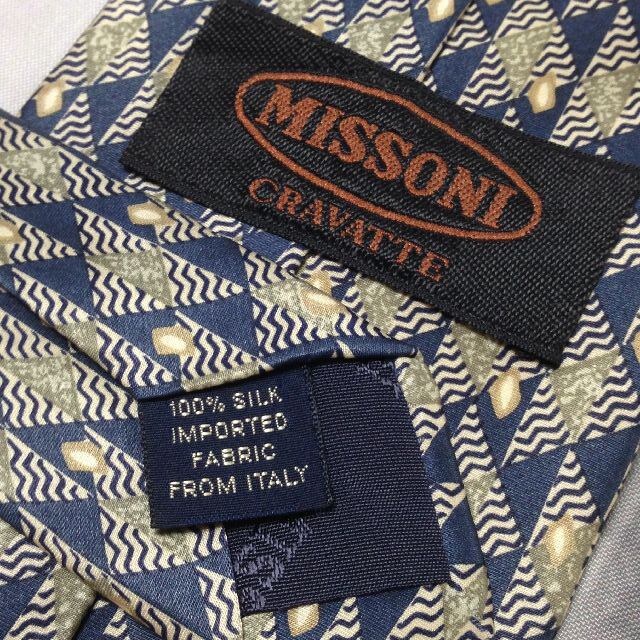 MISSONI
CRAVATTE
100% SILK
IMPORTED
FABRIC
FROM ITALY